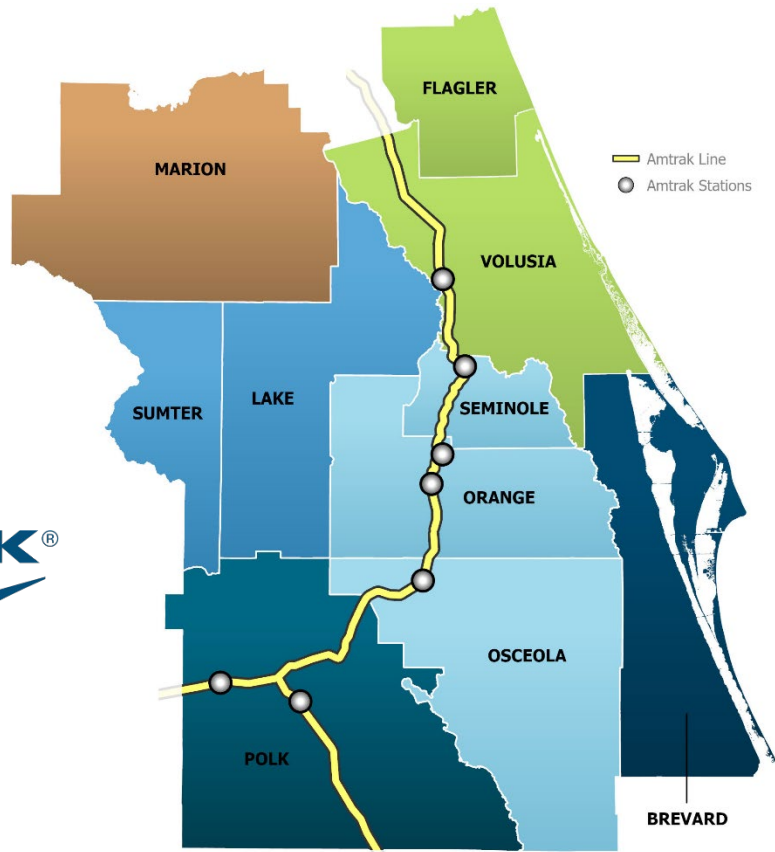 FLAGLER
MARION
Amtrak Line
Amtrak Stations
VOLUSIA
SUMTER
LAKE
SEMINOLE
ORANGE
K®
OSCEOLA
POLK
BREVARD